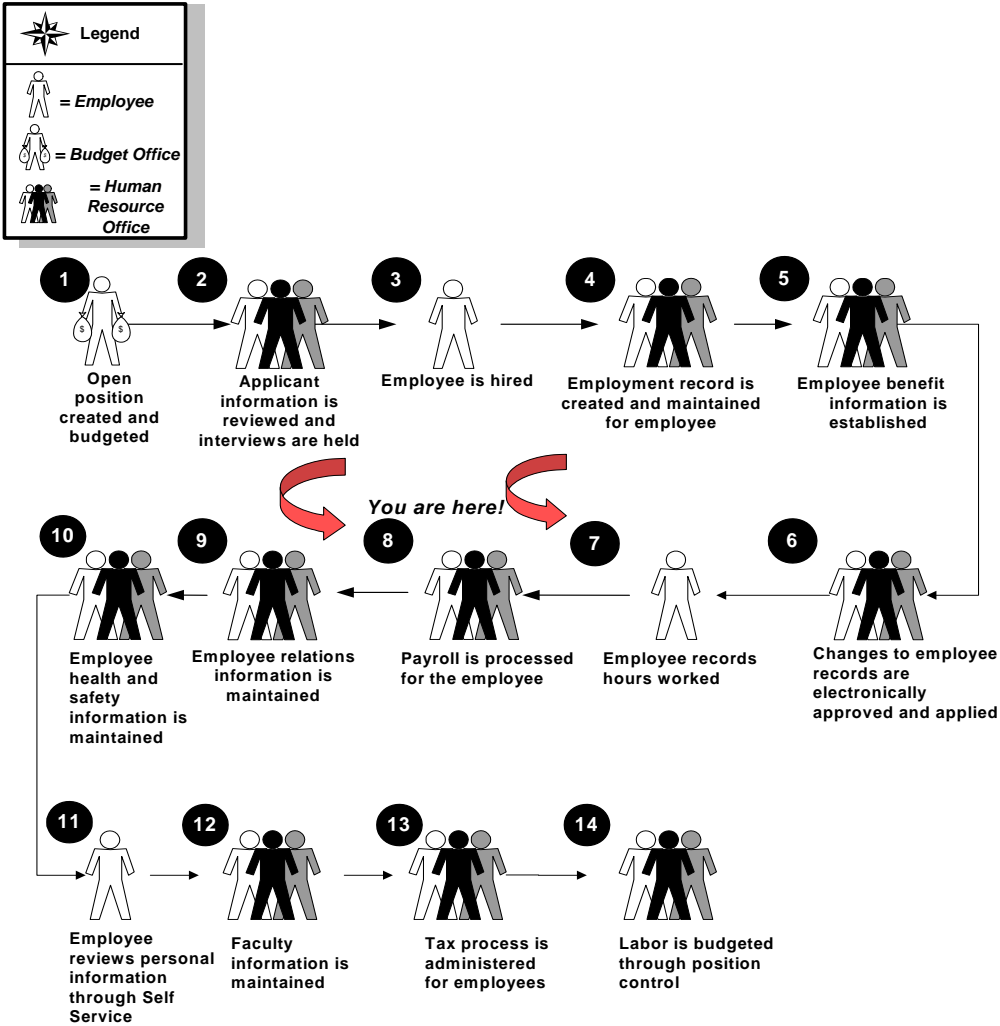 Legend
= Employee
$ $
= Budget Office
= Human
Resource
Office
1
$ $
Open
position
created and
budgeted
2
Applicant
information is
reviewed and
interviews are held
3
Employee is hired
4
Employment record is
created and maintained
for employee
5
Employee benefit
information is
established
You are here!
6
Changes to employee
records are
electronically
approved and applied
7
Employee records
hours worked
8
Payroll is processed
for the employee
9
Employee relations
information is
maintained
10
Employee
health and
safety
information is
maintained
11
Employee
reviews personal
information
through Self
Service
12
Faculty
information is
maintained
13
Tax process is
administered
for employees
14
Labor is budgeted
through position
control